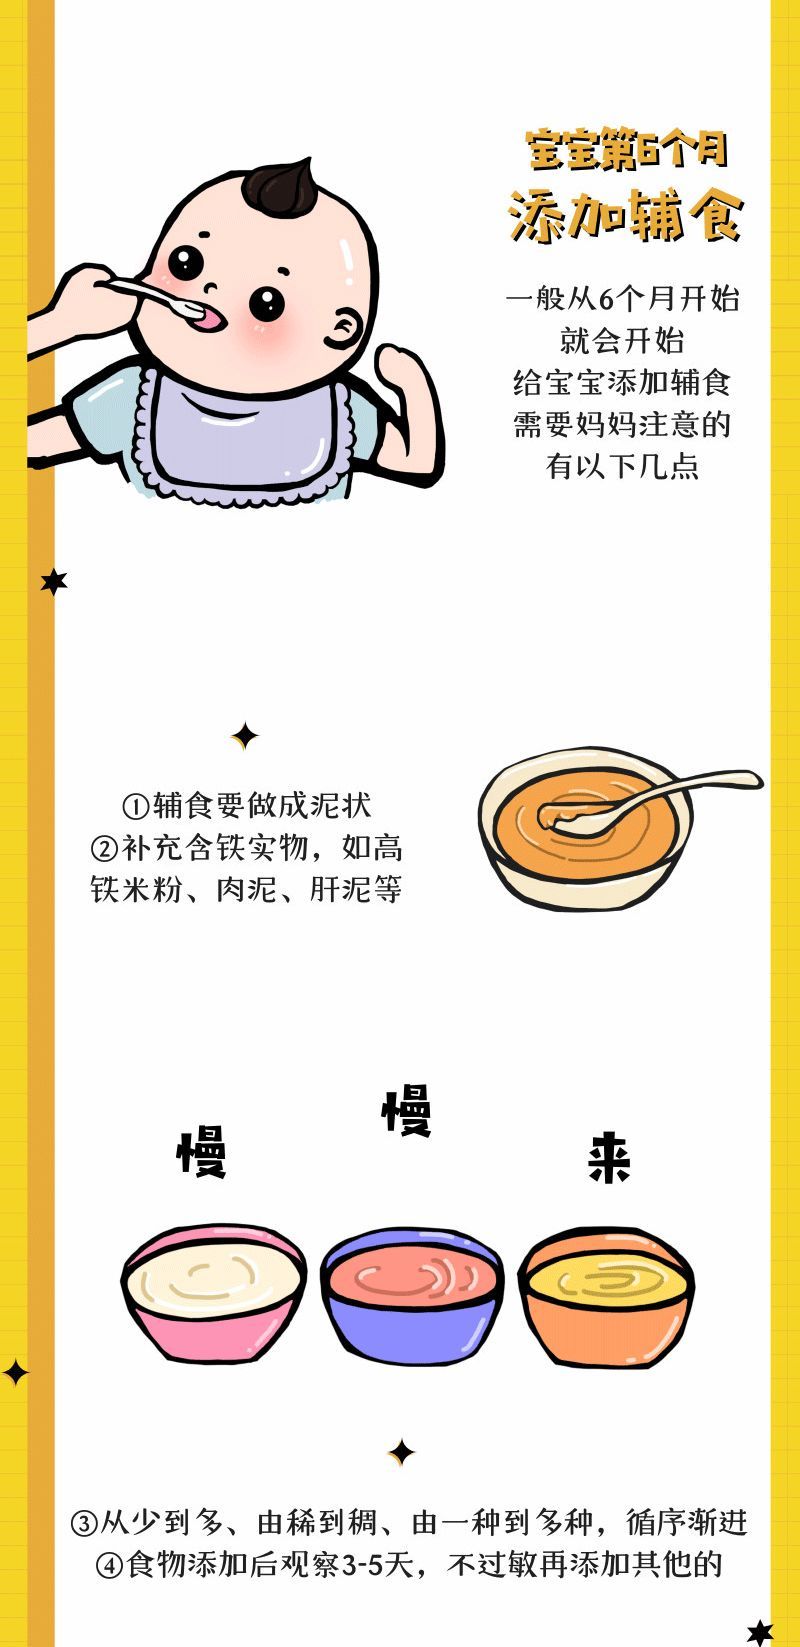 宝宝第6个月
添加辅食
一般从6个月开始
就会开始
给宝宝添加辅食
需要妈妈注意的
有以下几点
①辅食要做成泥状
②补充含铁实物，如高
铁米粉、肉泥、肝泥等
慢慢来
③从少到多、由稀到稠、由一种到多种，循序渐进
④食物添加后观察3-5天，不过敏再添加其他的